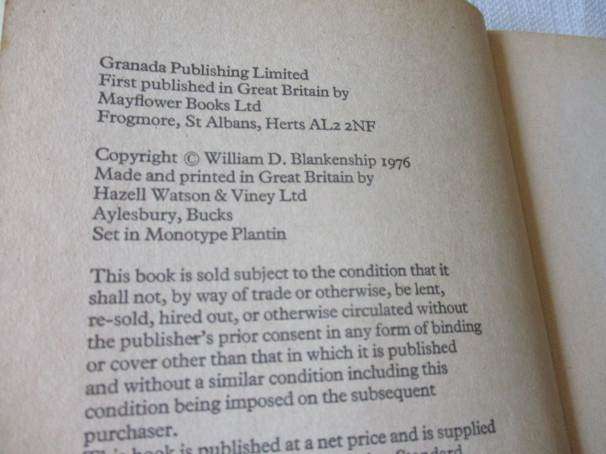 Granada Publishing Limited
First published in Great Britain by
Mayflower Books Ltd
Frogmore, St Albans, Herts AL2 2NF
Copyright © William D. Blankenship 1976
Made and printed in Great Britain by
Hazell Watson & Viney Ltd
Aylesbury, Bucks
Set in Monotype Plantin
This book is sold subject to the condition that it
shall not, by way of trade or otherwise, be lent,
re-sold, hired out, or otherwise circulated without
the publisher's prior consent in any form of binding
or cover other than that in which it is published
and without a similar condition including this
condition being imposed on the subsequent
purchaser.
This book is published at a net price and is supplied
Standard